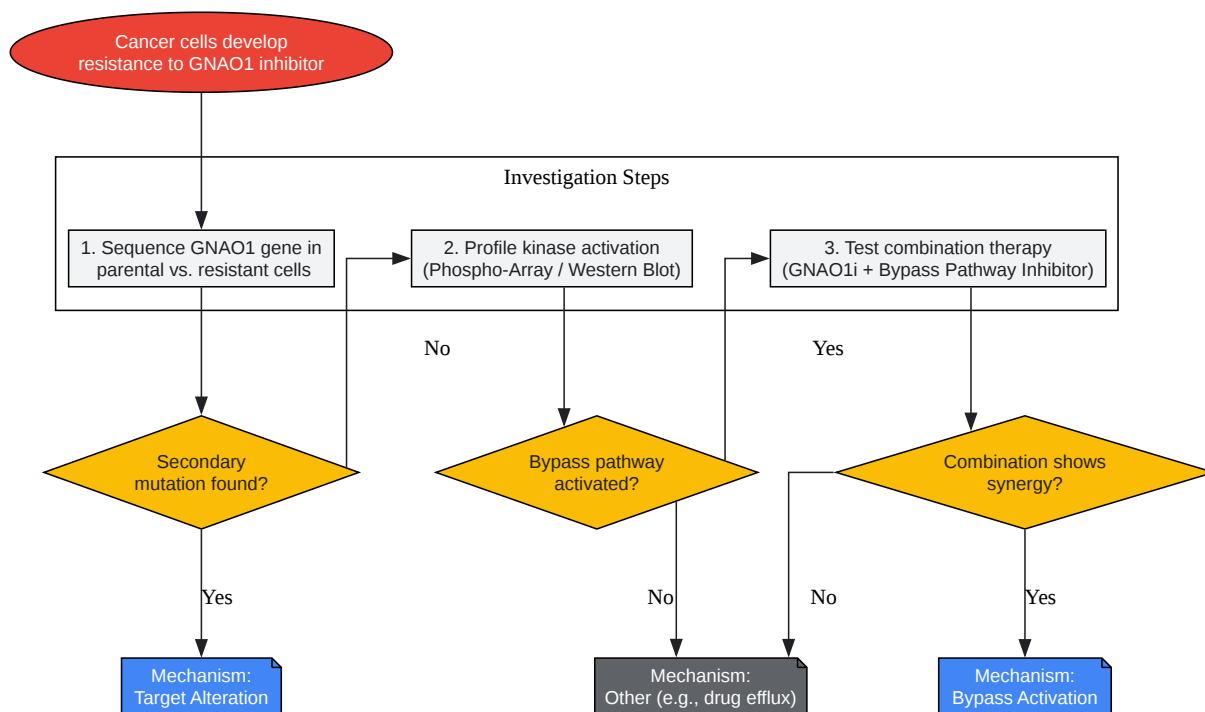 Cancer cells develop
resistance to GNAO1 inhibitor
Investigation Steps
1. Sequence GNAO1 gene in
parental vs. resistant cells
2. Profile kinase activation
(Phospho-Array / Western Blot)
3. Test combination therapy
(GNAO1i + Bypass Pathway Inhibitor)
No
Yes
Secondary
mutation found?
Bypass pathway
activated?
Combination shows
synergy?
Yes
No
No
Yes
Mechanism:
Target Alteration
Mechanism:
Other (e.g., drug efflux)
Mechanism:
Bypass Activation